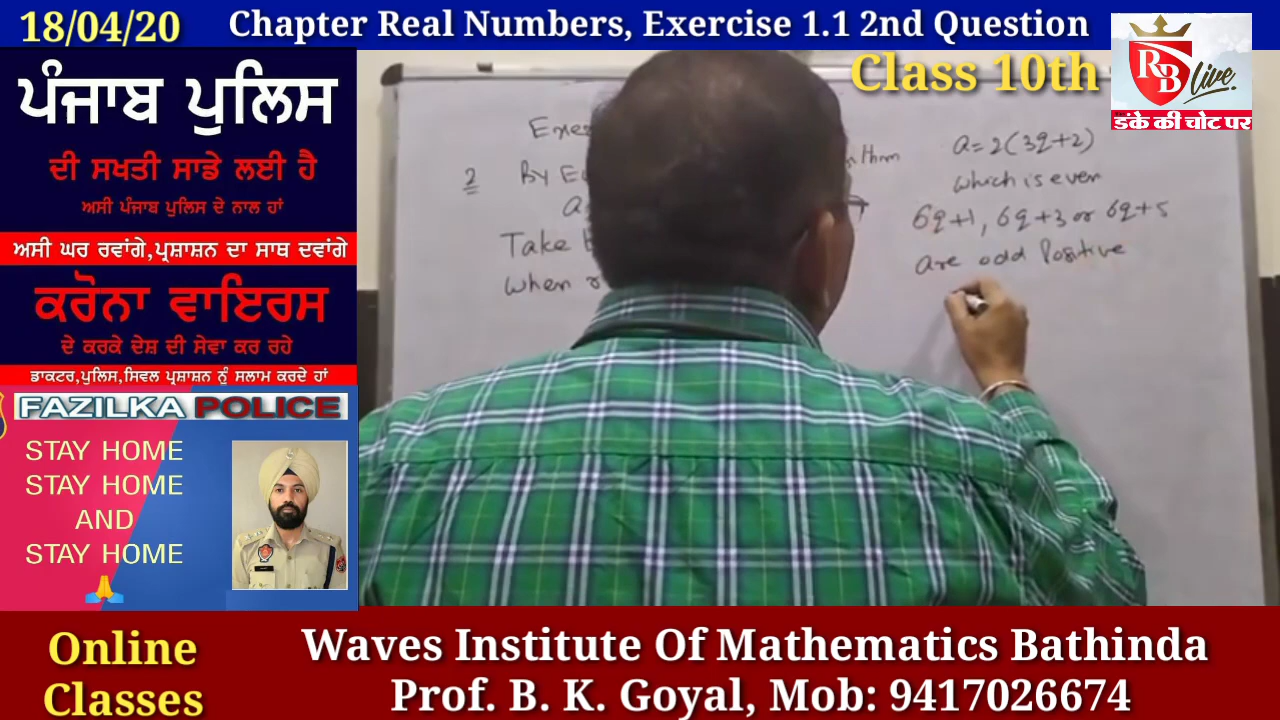 18/04/20
Chapter Real Numbers, Exercise 1.1 2nd Question
Class 10th
RB
live.
डंके की चोट पर
ਪੰਜਾਬ ਪੁਲਿਸ
ਦੀ ਸਖਤੀ ਸਾਡੇ ਲਈ ਹੈ
ਅਸੀ ਪੰਜਾਬ ਪੁਲਿਸ ਦੇ ਨਾਲ ਹਾਂ
ਅਸੀ ਘਰ ਰਵਾਂਗੇ,ਪ੍ਰਸ਼ਾਸ਼ਨ ਦਾ ਸਾਥ ਦਵਾਂਗੇ
ਕਰੋਨਾ ਵਾਇਰਸ
ਦੇ ਕਰਕੇ ਦੇਸ਼ ਦੀ ਸੇਵਾ ਕਰ ਰਹੇ
ਡਾਕਟਰ,ਪੁਲਿਸ,ਸਿਵਲ ਪ੍ਰਸ਼ਾਸ਼ਨ ਨੂੰ ਸਲਾਮ ਕਰਦੇ ਹਾਂ
FAZILKA POLICE
STAY HOME
STAY HOME
AND
STAY HOME
2 By
a
Take
when r
a=2(3q+2)
which is even
6q+1, 6q+3 or 6q+5
are odd Positive
Online
Classes
Waves Institute Of Mathematics Bathinda
Prof. B. K. Goyal, Mob: 9417026674